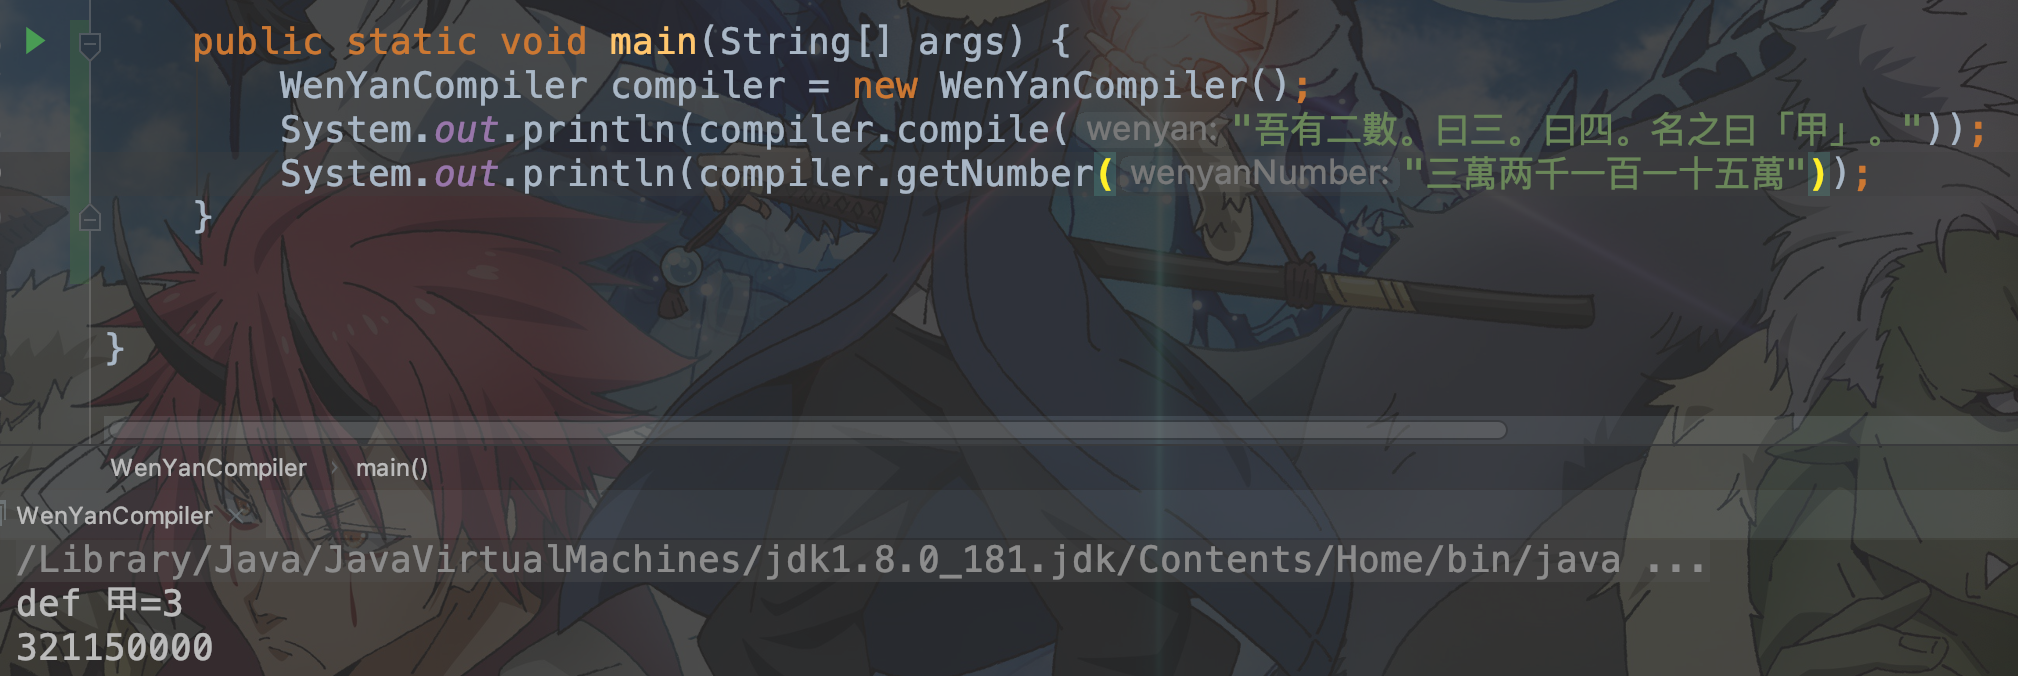 public static void main(String[] args) {
WenYanCompiler compiler = new WenYanCompiler();
System.out.println(compiler.compile( wenyan: "吾有二數。曰三。曰四。名之曰「甲」。"));
System.out.println(compiler.getNumber( wenyanNumber: "三萬两千一百一十五萬"));
}
}
WenYanCompiler › main()
WenYanCompiler ×
/Library/Java/JavaVirtualMachines/jdk1.8.0_181.jdk/Contents/Home/bin/java ...
def 甲=3
321150000